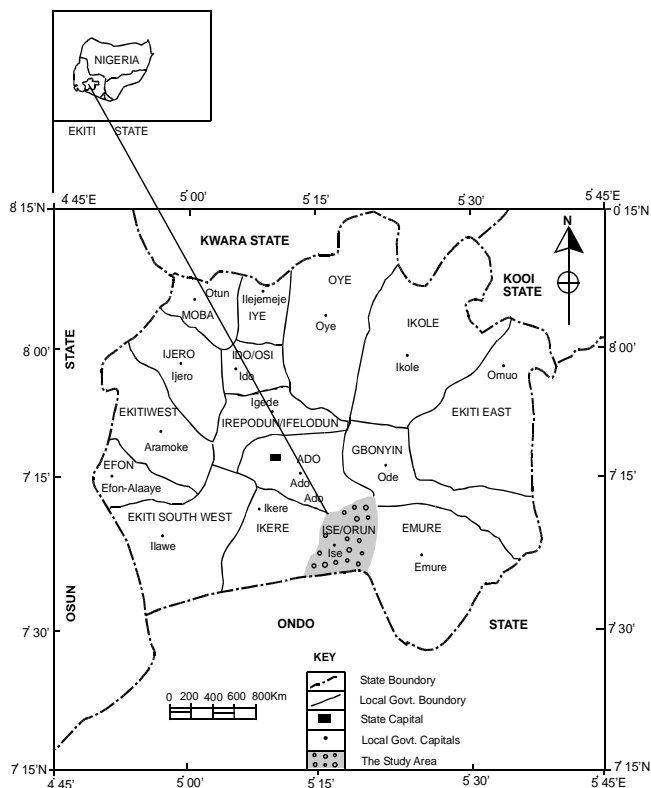 NIGERIA
EKITI STATE
4 45'E 5 00' 5 15' 5 30' 5 45'E
8 15'N 0 15'N
N
KWARA STATE
KOOI
STATE
OYE
Otun Ilejemeje
MOBA IYE
Oye
IKOLE
STATE
8 00' 8 00'
IJERO IDO/OSI
Ijero Ido
Ikole
Omuo
Igede
EKITIWEST IREPODUN/IFELODUN EKITI EAST
Aramoke
GBONYIN
EFON ADO
7 15' Ado Ode 7 15'
Efon-Alaaye
Ado
EKITI SOUTH WEST Ikere
IKERE ISE/ORUN EMURE
Ilawe Ise
Emure
OSUN
7 30' ONDO STATE 7 30'
KEY
State Boundary
0 200 400 600 800Km
Local Govt. Boundary
State Capital
Local Govt. Capitals
The Study Area
7 15'N 7 15'N
4 45' 5 00' 5 15' 5 30' 5 45'E